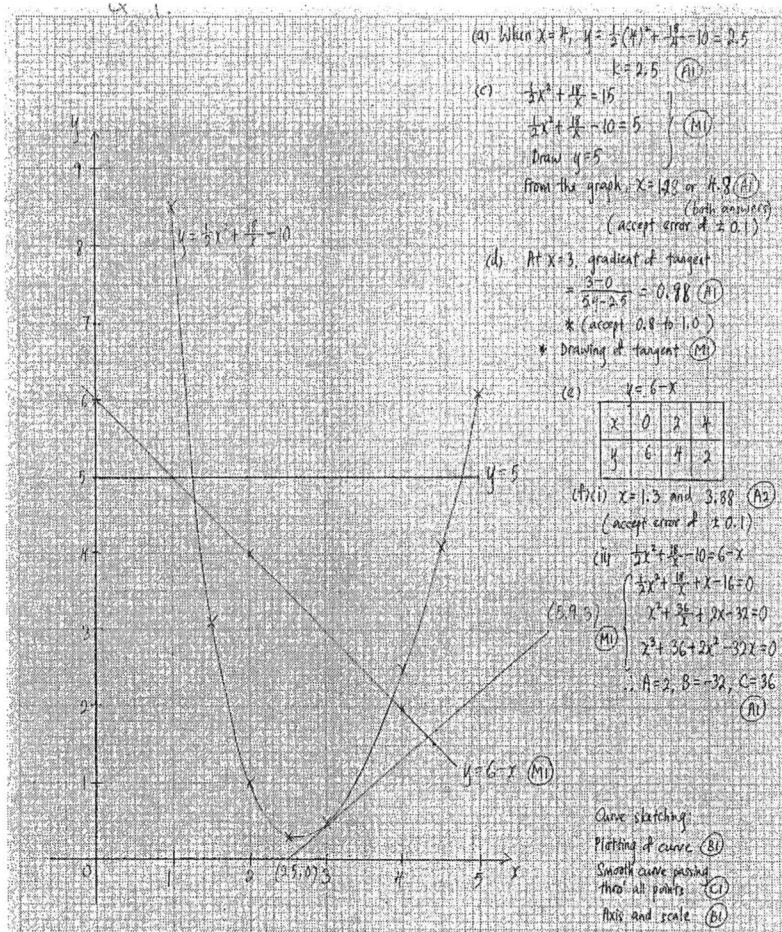 (a) When x=4, y=½(4)²+18/4-10=2.5
k=2.5 (A1)
(c) ½x²+18/x=15
½x²+18/x-10=5 (M1)
Draw y=5
From the graph, x=1.28 or 4.8 (A1)
(both answers)
(accept error of ±0.1)
(d) At x=3, gradient of tangent
= (3-0)/(5.9-2.5) = 0.88 (A1)
* (accept 0.8 to 1.0)
* Drawing of tangent (M1)
(e) y=6-x
x 0 2 4
y 6 4 2
(f)(i) x=1.3 and 3.88 (A2)
(accept error of ±0.1)
(ii) ½x²+18/x-10=6-x
½x²+18/x+x-16=0
x²+36/x+2x-32=0
(M1)
x³+36+2x²-32x=0
∴ A=2, B=-32, C=36
(A1)
y
9
8
7
6
5
4
3
2
1
0 1 2 3 4 5 x
y=½x²+18/x-10
y=5
(5.9,3)
y=6-x (M1)
(2.5,0)
Curve sketching:
Plotting of curve (B1)
Smooth curve passing
thro' all points (C1)
Axis and scale (B1)